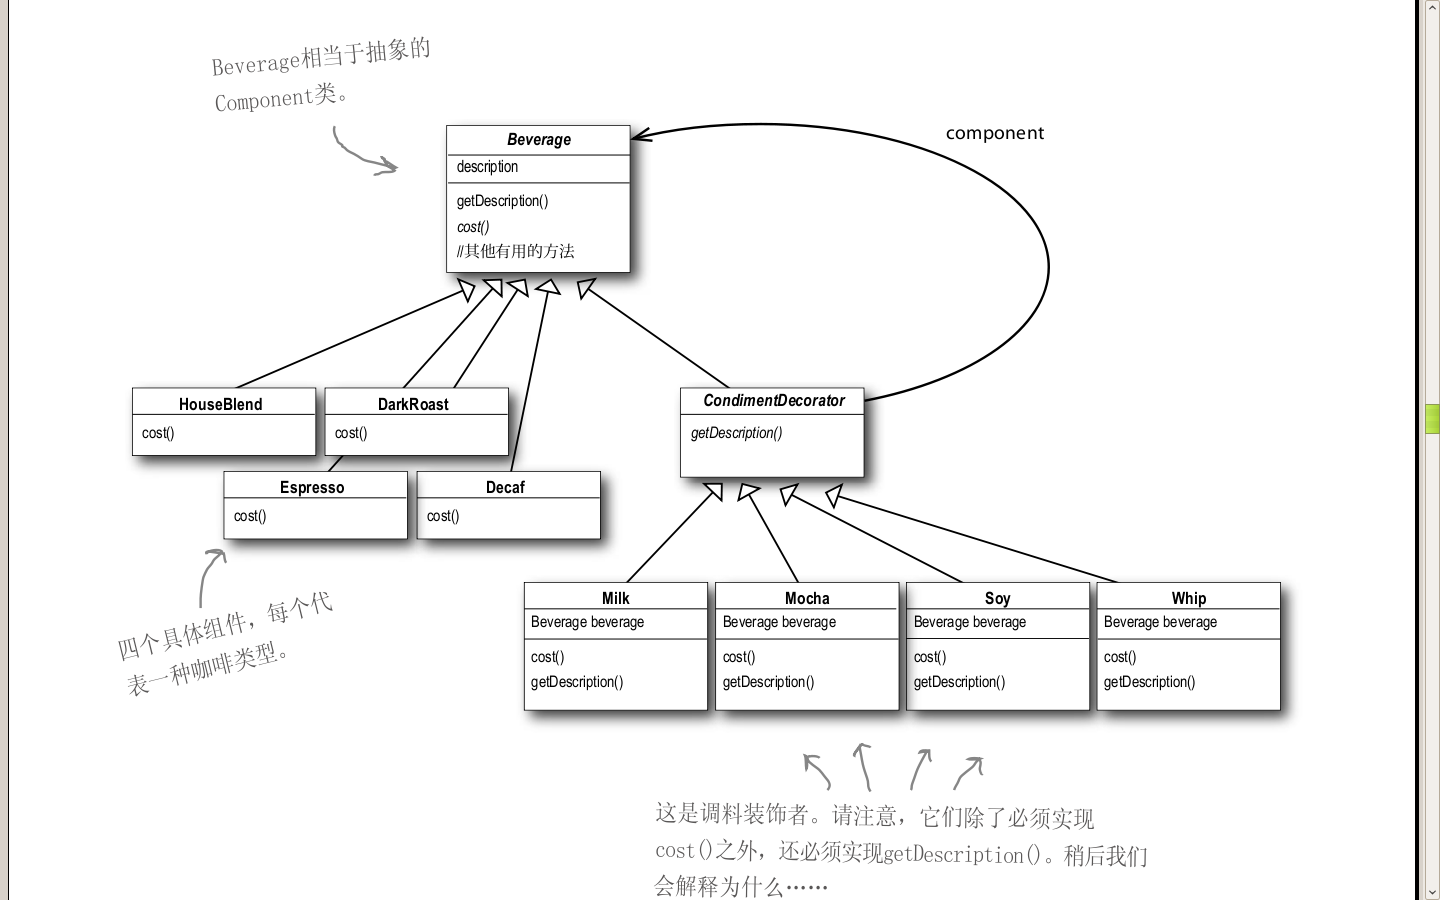 Beverage相当于抽象的
Component类。
component
Beverage
description
getDescription()
cost()
//其他有用的方法
HouseBlend
cost()
DarkRoast
cost()
CondimentDecorator
getDescription()
Espresso
cost()
Decaf
cost()
四个具体组件，每个代
表一种咖啡类型。
Milk
Beverage beverage
cost()
getDescription()
Mocha
Beverage beverage
cost()
getDescription()
Soy
Beverage beverage
cost()
getDescription()
Whip
Beverage beverage
cost()
getDescription()
这是调料装饰者。请注意，它们除了必须实现
cost()之外，还必须实现getDescription()。稍后我们
会解释为什么……